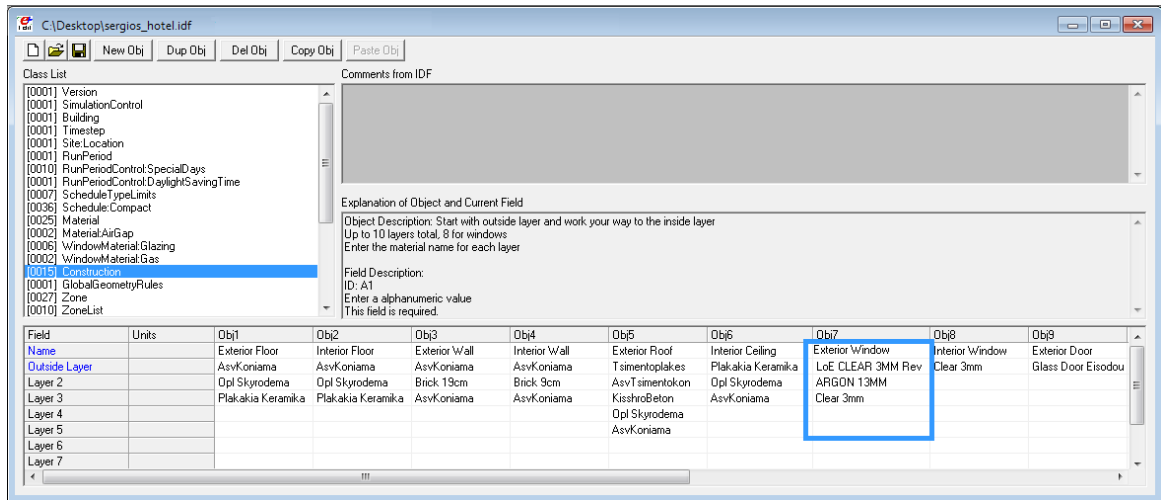 C:\Desktop\sergios_hotel.idf
New Obj Dup Obj Del Obj Copy Obj Paste Obj
Class List
[0001] Version
[0001] SimulationControl
[0001] Building
[0001] Timestep
[0001] Site:Location
[0001] RunPeriod
[0010] RunPeriodControl:SpecialDays
[0001] RunPeriodControl:DaylightSavingTime
[0007] ScheduleTypeLimits
[0036] Schedule:Compact
[0025] Material
[0002] Material:AirGap
[0006] WindowMaterial:Glazing
[0002] WindowMaterial:Gas
[0015] Construction
[0001] GlobalGeometryRules
[0027] Zone
[0010] ZoneList
Comments from IDF
Explanation of Object and Current Field
Object Description: Start with outside layer and work your way to the inside layer
Up to 10 layers total, 8 for windows
Enter the material name for each layer
Field Description:
ID: A1
Enter a alphanumeric value
This field is required.
Field Units Obj1 Obj2 Obj3 Obj4 Obj5 Obj6 Obj7 Obj8 Obj9
Name Exterior Floor Interior Floor Exterior Wall Interior Wall Exterior Roof Interior Ceiling Exterior Window Interior Window Exterior Door
Outside Layer AsvKoniama AsvKoniama AsvKoniama AsvKoniama Tsimentoplakes Plakakia Keramika LoE CLEAR 3MM Rev Clear 3mm Glass Door Eisodou
Layer 2 Opl Skyrodema Opl Skyrodema Brick 19cm Brick 9cm AsvTsimentokon Opl Skyrodema ARGON 13MM
Layer 3 Plakakia Keramika Plakakia Keramika AsvKoniama AsvKoniama KisshroBeton AsvKoniama Clear 3mm
Layer 4 Opl Skyrodema
Layer 5 AsvKoniama
Layer 6
Layer 7